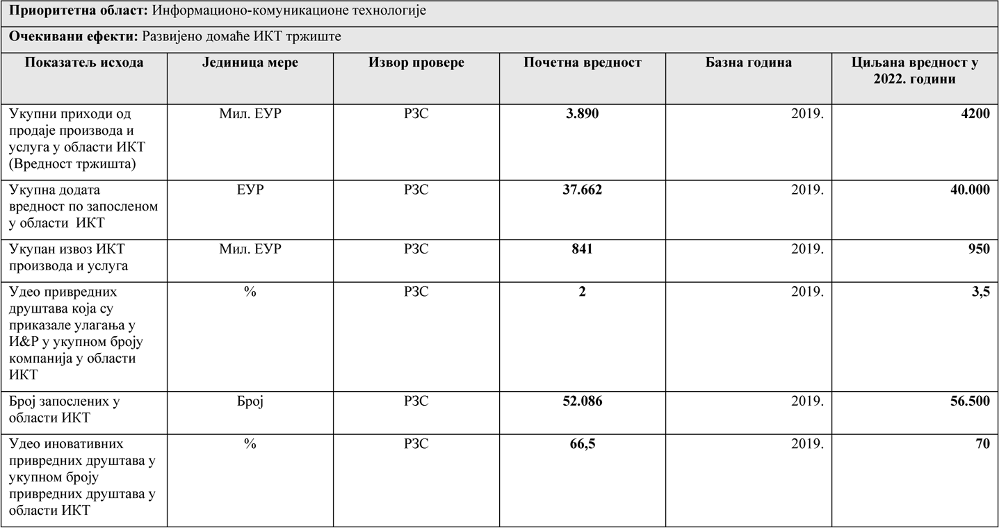 Приоритетна област: Информационо-комуникационе технологије
Очекивани ефекти: Развијено домаће ИКТ тржиште
Показатељ исхода Јединица мере Извор провере Почетна вредност Базна година Циљана вредност у
2022. години
Укупни приходи од Мил. ЕУР РЗС 3.890 2019. 4200
продаје производа и
услуга у области ИКТ
(Вредност тржишта)
Укупна додата ЕУР РЗС 37.662 2019. 40.000
вредност по запосленом
у области ИКТ
Укупан извоз ИКТ Мил. ЕУР РЗС 841 2019. 950
производа и услуга
Удео привредних % РЗС 2 2019. 3,5
друштава која су
приказале улагања у
И&Р у укупном броју
компанија у области
ИКТ
Број запослених у Број РЗС 52.086 2019. 56.500
области ИКТ
Удео иновативних % РЗС 66,5 2019. 70
привредних друштава у
укупном броју
привредних друштава у
области ИКТ